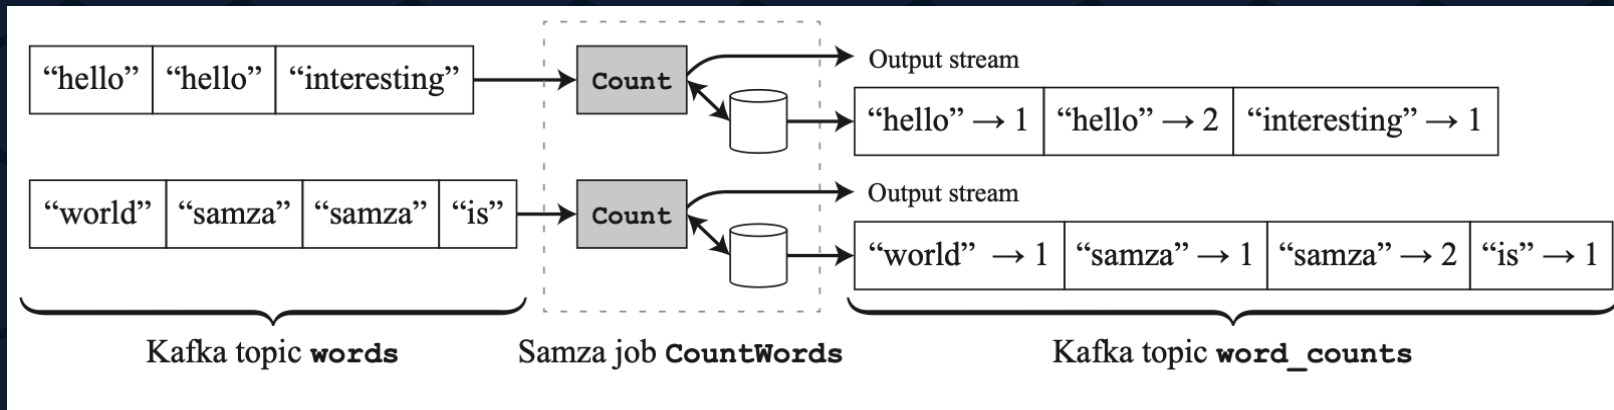 “hello” “hello” “interesting”
Count
Output stream
“hello” → 1 “hello” → 2 “interesting” → 1
“world” “samza” “samza” “is”
Count
Output stream
“world” → 1 “samza” → 1 “samza” → 2 “is” → 1
Kafka topic words
Samza job CountWords
Kafka topic word_counts